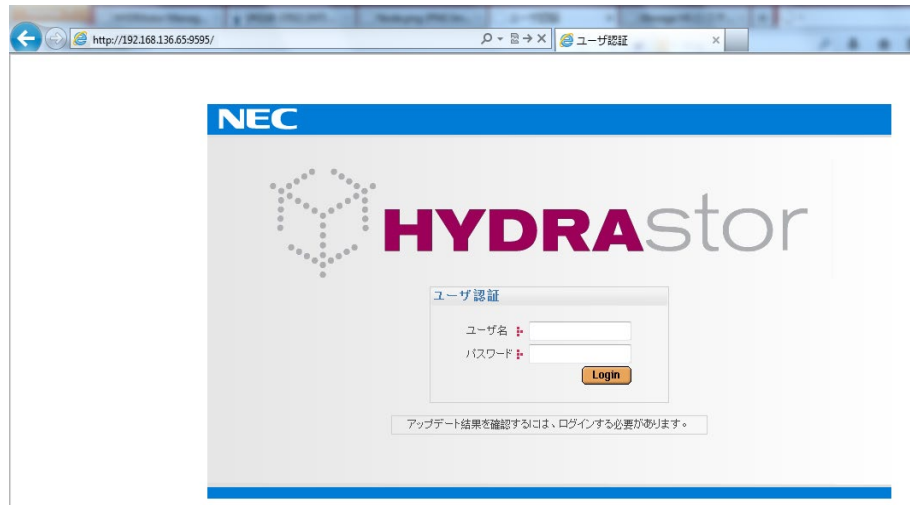 http://192.168.136.65:9595/
ユーザ認証
NEC
HYDRAstor
ユーザ認証
ユーザ名
パスワード
Login
アップデート結果を確認するには、ログインする必要があります。